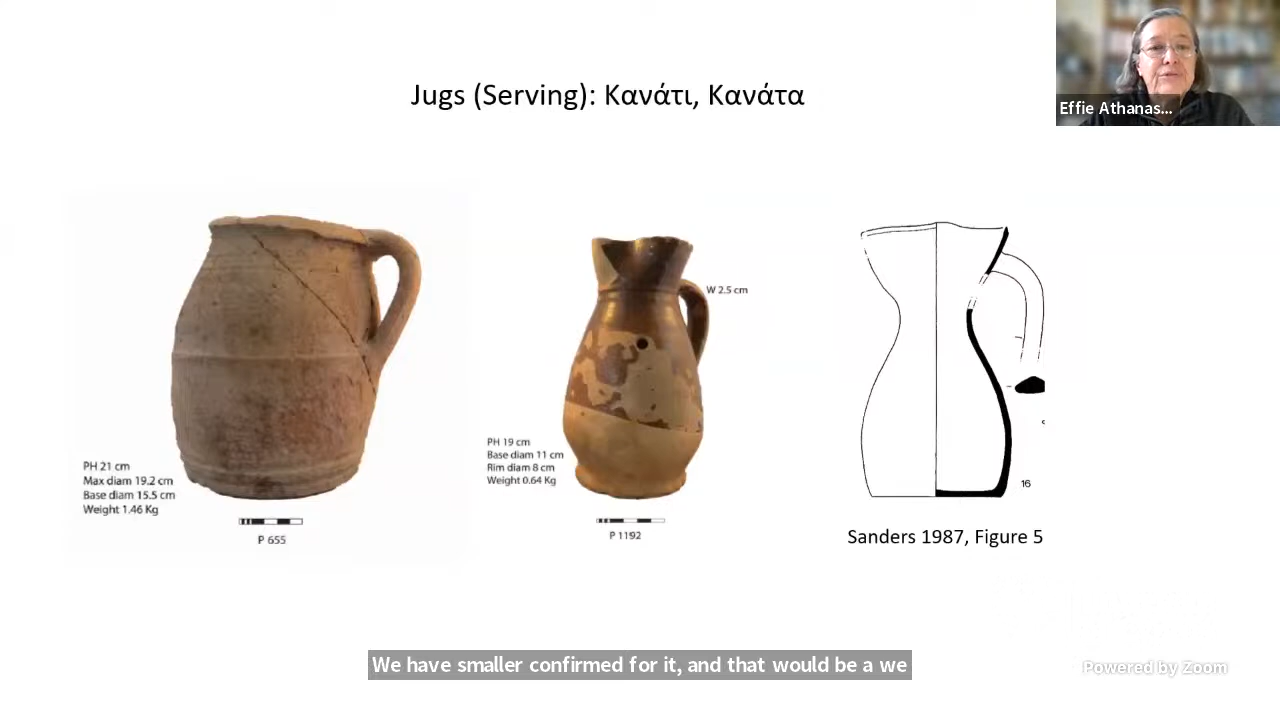 Jugs (Serving): Κανάτι, Κανάτα
Effie Athanas...
W 2.5 cm
PH 21 cm
Max diam 19.2 cm
Base diam 15.5 cm
Weight 1.46 Kg
P 655
PH 19 cm
Base diam 11 cm
Rim diam 8 cm
Weight 0.64 Kg
P 1192
16
Sanders 1987, Figure 5
We have smaller confirmed for it, and that would be a we
Powered by Zoom